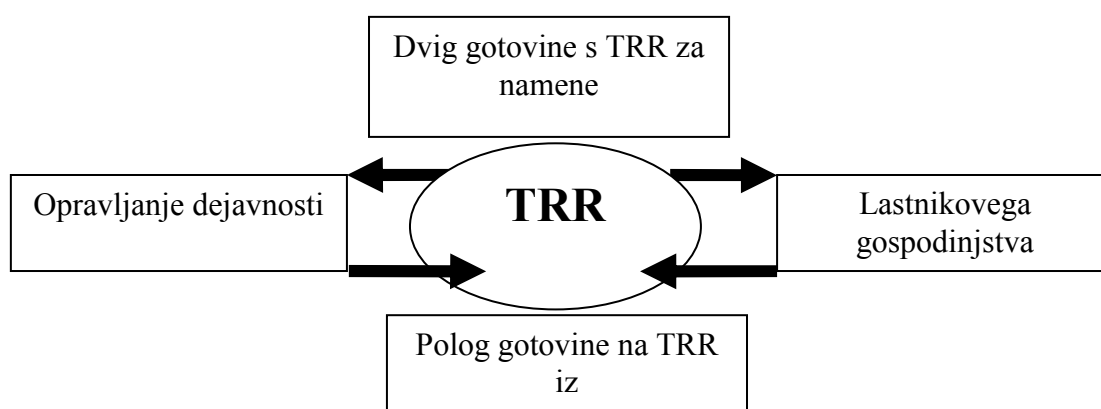 Dvig gotovine s TRR za
namene
Opravljanje dejavnosti
TRR
Lastnikovega
gospodinjstva
Polog gotovine na TRR
iz